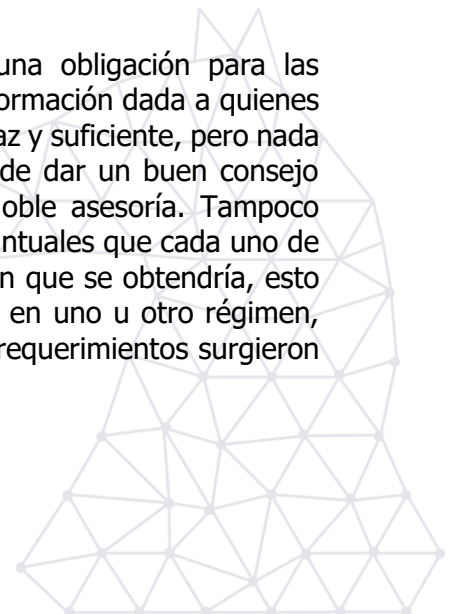 una obligación para las
ormación dada a quienes
az y suficiente, pero nada
de dar un buen consejo
oble asesoría. Tampoco
ntuales que cada uno de
n que se obtendría, esto
en uno u otro régimen,
requerimientos surgieron